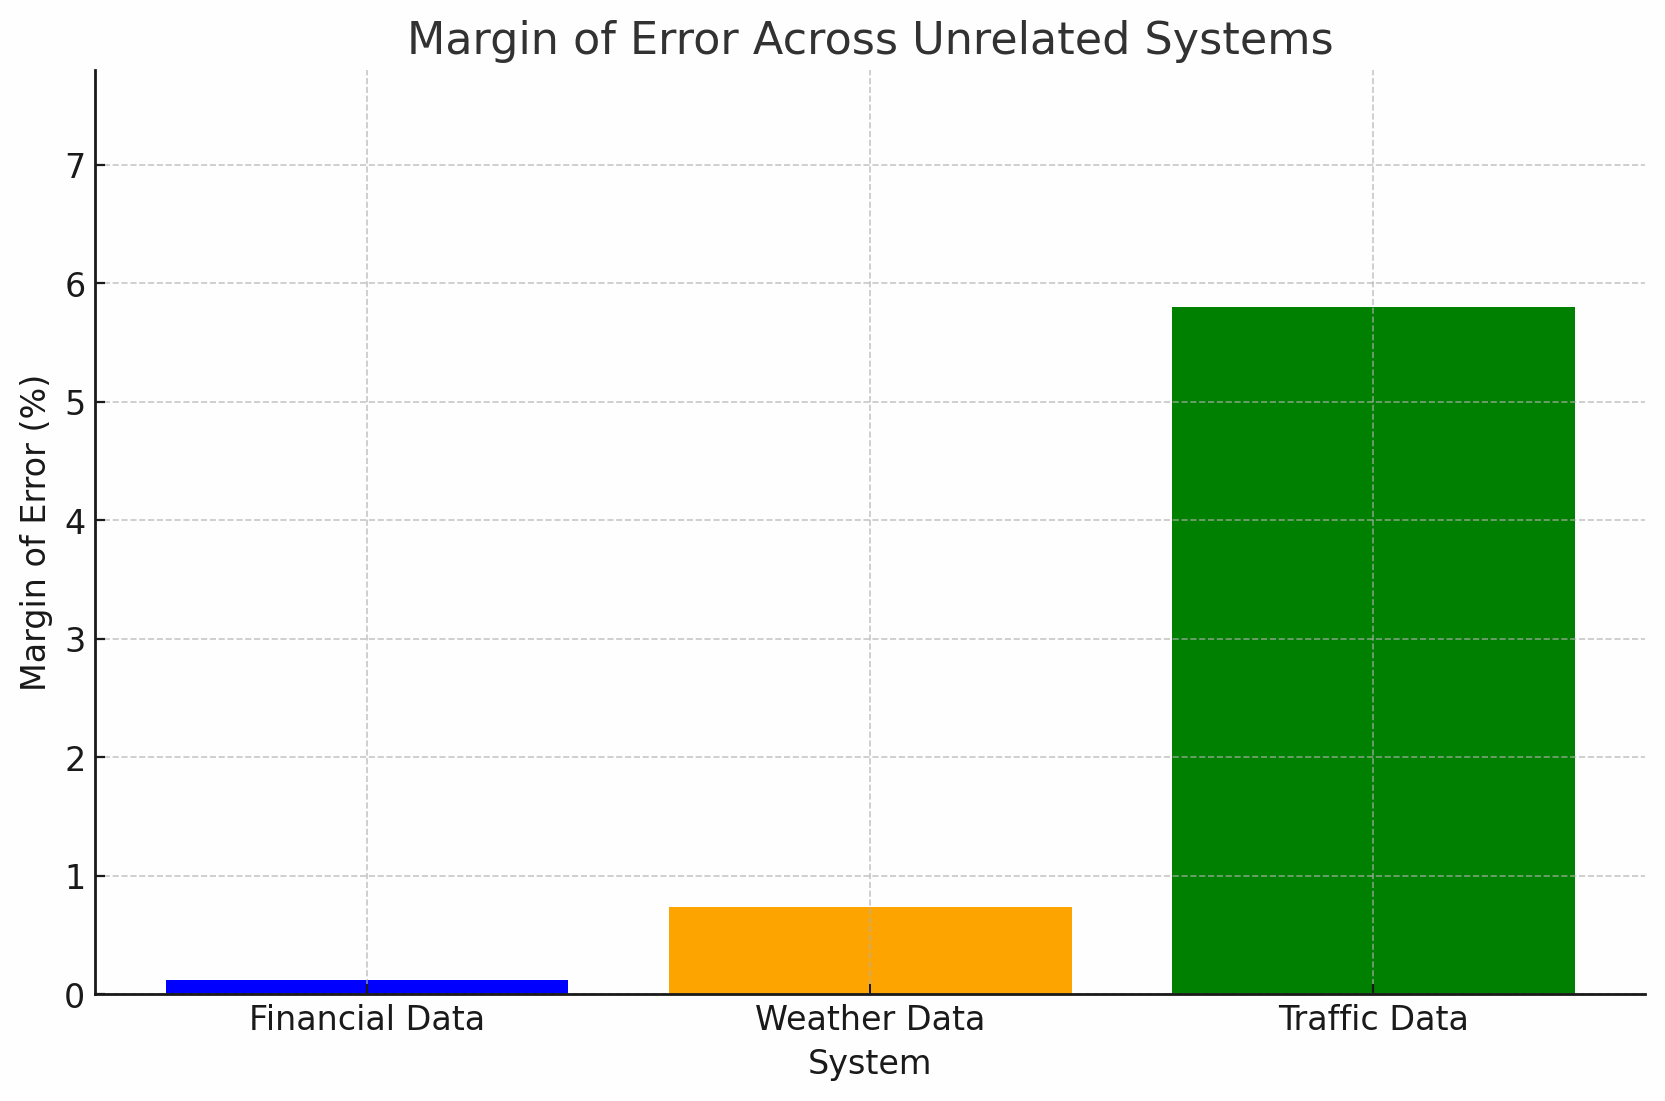 Margin of Error Across Unrelated Systems
Margin of Error (%)
7
6
5
4
3
2
1
0
Financial Data Weather Data Traffic Data
System